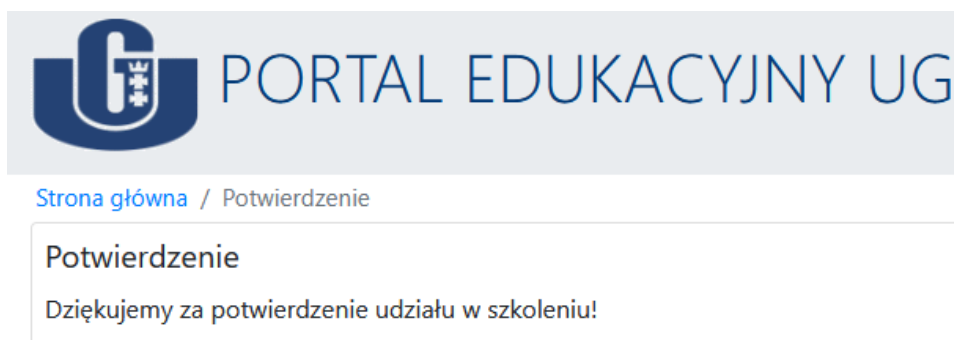 PORTAL EDUKACYJNY UG
Strona główna / Potwierdzenie
Potwierdzenie
Dziękujemy za potwierdzenie udziału w szkoleniu!